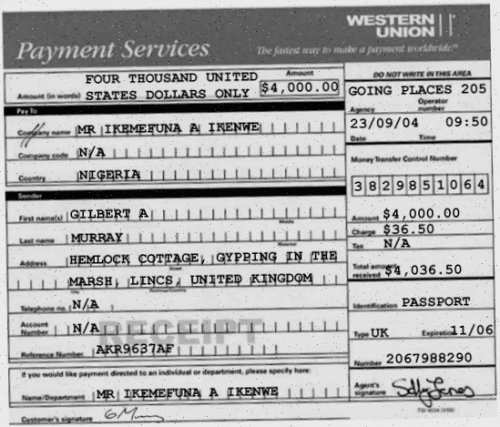 WESTERN
UNION
Payment Services
The fastest way to make a payment worldwide
Amount (in words) FOUR THOUSAND UNITED
STATES DOLLARS ONLY
Amount
$4,000.00
DO NOT WRITE IN THIS AREA
GOING PLACES 205
Agency
Operator
number
23/09/04 09:50
Date Time
Pay To
Company name MR IKEMEFUNA A IKENWE
Company code N/A
Country NIGERIA
Money Transfer Control Number
3829851064
Sender
First name(s) GILBERT A
Middle
Last name MURRAY
Maternal
Address HEMLOCK COTTAGE, GYPPING IN THE
Street
MARSH, LINCS, UNITED KINGDOM
Telephone no. N/A
Account
Number N/A
RECEIPT
Reference Number AKR9637AF
Amount $4,000.00
Charge $36.50
Tax N/A
Total amount
received $4,036.50
Identification PASSPORT
Type UK Expiration 11/06
Number 2067988290
If you would like payment directed to an individual or department, please specify here:
Name/Department MR IKEMEFUNA A IKENWE
Customer's signature G Murray
Agent's
signature Sally Jones